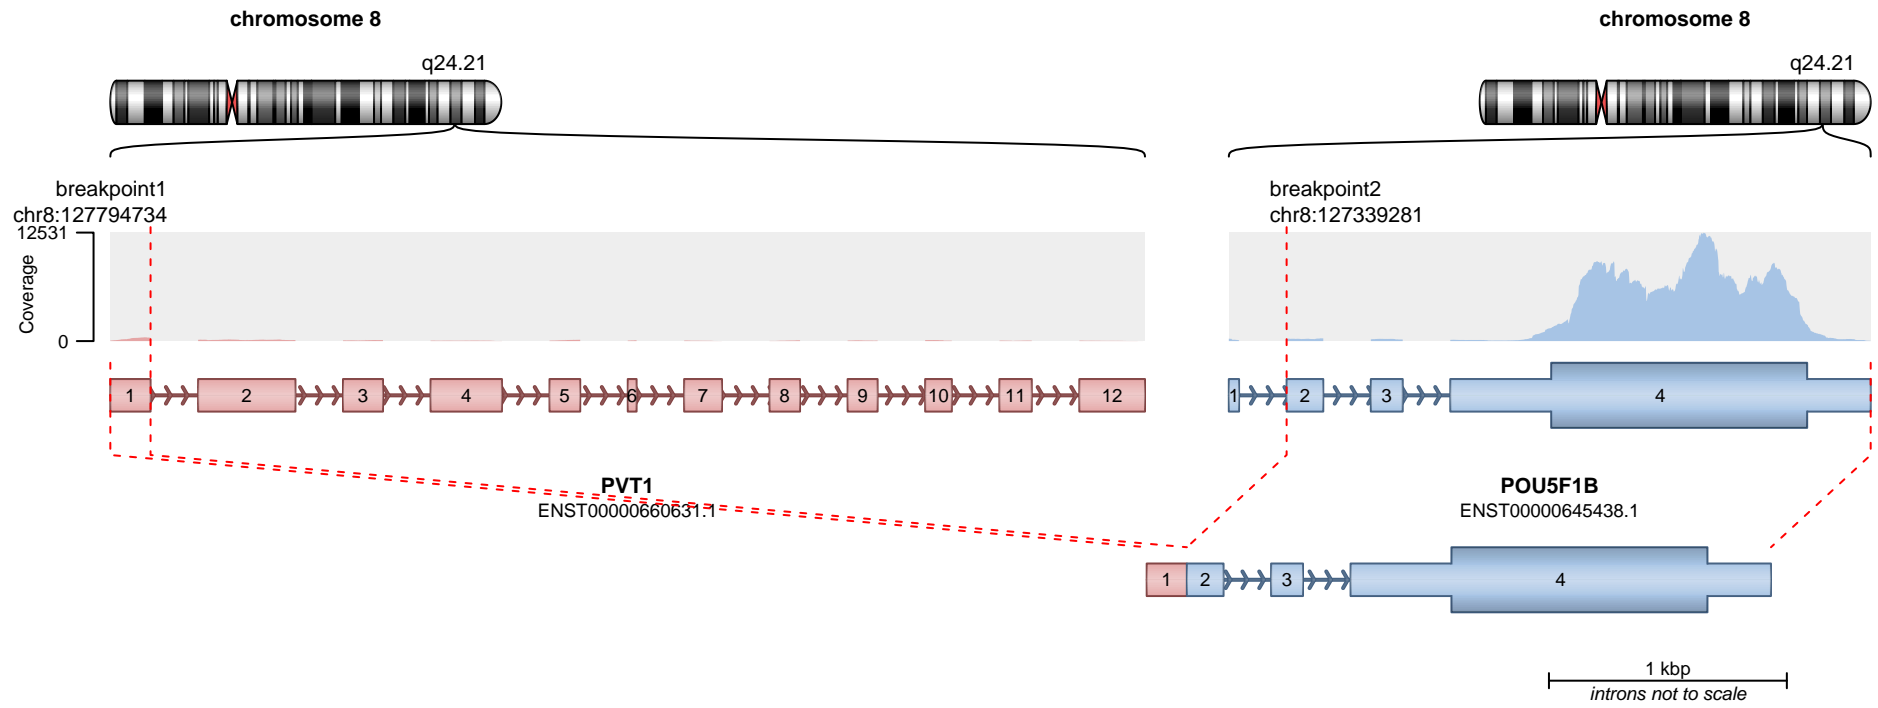 chromosome 8
chromosome 8
q24.21
q24.21
breakpoint1
chr8:127794734
breakpoint2
chr8:127339281
12531
Coverage
0
1 2 3 4 5 6 7 8 9 10 11 12
1 2 3 4
PVT1
ENST00000660631.1
POU5F1B
ENST00000645438.1
1 2 3 4
1 kbp
introns not to scale